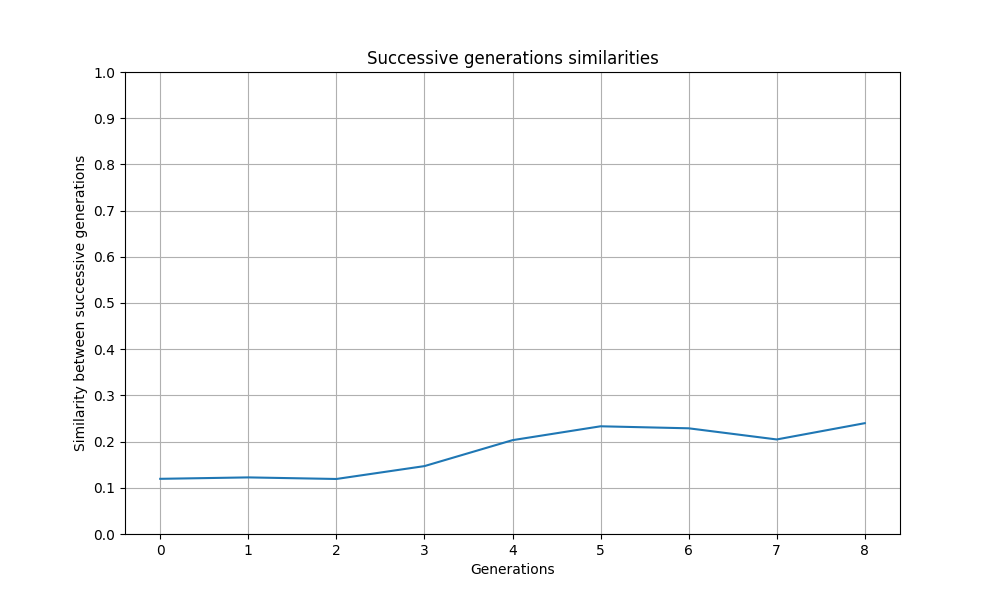 Successive generations similarities
1.0
0.9
0.8
0.7
0.6
0.5
0.4
0.3
0.2
0.1
0.0
Similarity between successive generations
0 1 2 3 4 5 6 7 8
Generations